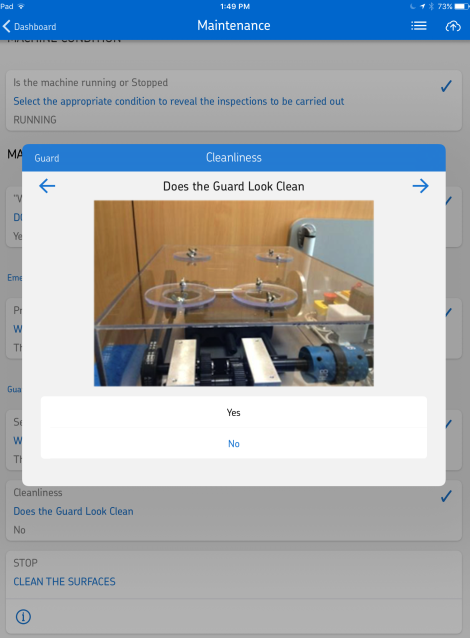 Pad
1:49 PM
73%
Dashboard
Maintenance
MACHINE CONDITION
Is the machine running or Stopped
Select the appropriate condition to reveal the inspections to be carried out
RUNNING
MA
Guard
Cleanliness
Does the Guard Look Clean
"V
DO
Ye
Eme
Pr
W
Th
Yes
Gua
Se
No
W
Th
Cleanliness
Does the Guard Look Clean
No
STOP
CLEAN THE SURFACES